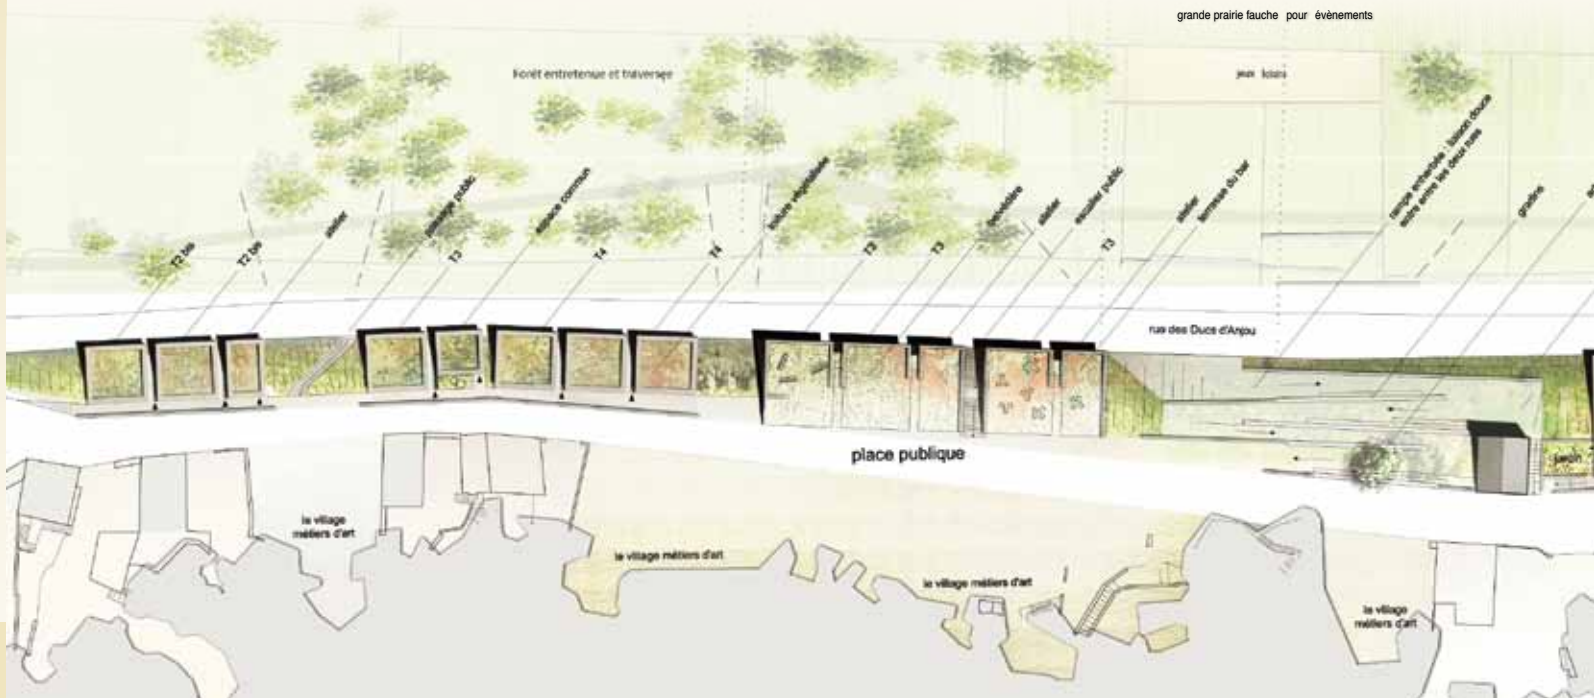 grande prairie fauche pour évènements
Forêt entretenue et traversée
jeux loisirs
T2 bis
T2 bis
atelier
passage public
T3
espace commun
T4
T4
toiture végétalisée
T3
T3
atelier
escalier public
T3
atelier
terrasse du bar
rampe enherbée : liaison douce
entre les deux rues
gradins
rue des Ducs d'Anjou
place publique
jardin
le village
métiers d'art
le village métiers d'art
le village métiers d'art
le village
métiers d'art